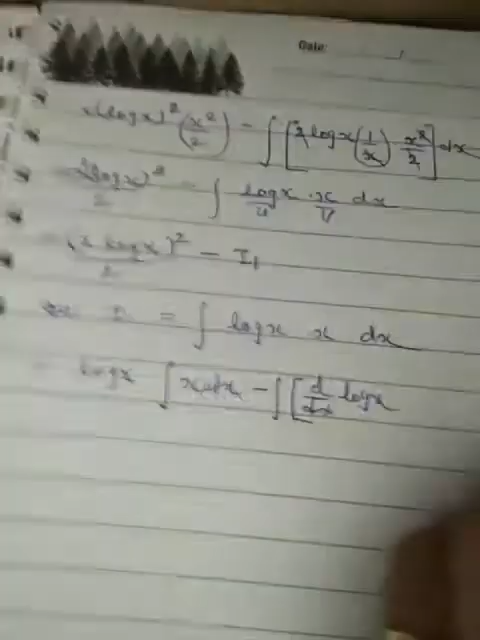 Date:
(log x)² (x²/2) - ∫ [2 log x (1/x) x²/2] dx
(log x)²/2 - ∫ log x/u · x/v dx
log x)²/2 - I₁
= ∫ log x x dx
log x ∫ x dx - ∫ [d/dx log x